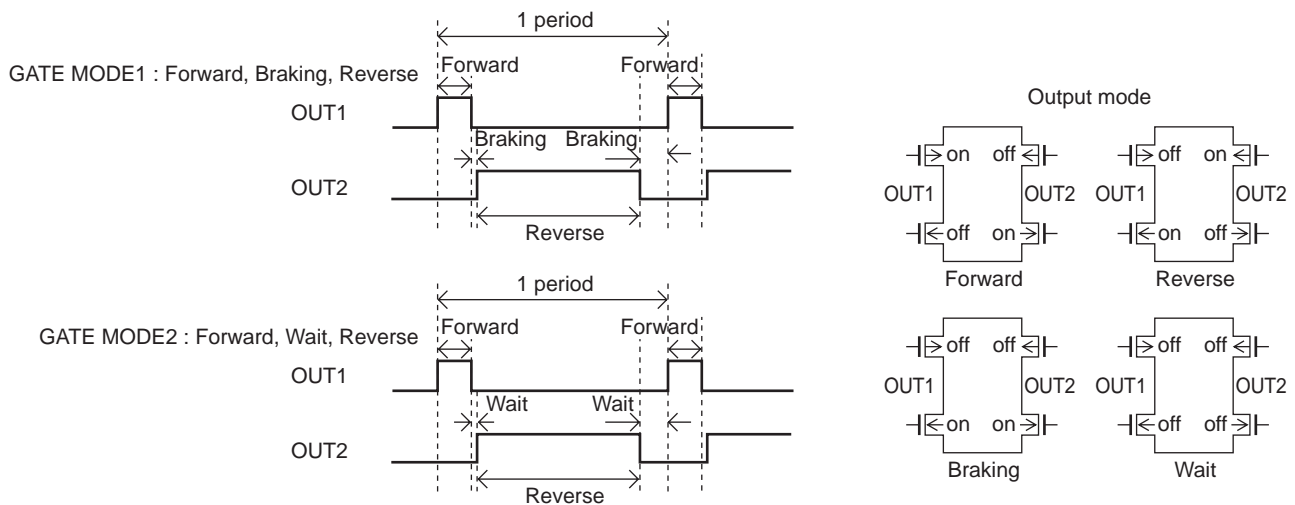 1 period
GATE MODE1 : Forward, Braking, Reverse
Forward Forward
OUT1
Braking Braking
OUT2
Reverse
1 period
GATE MODE2 : Forward, Wait, Reverse
Forward Forward
OUT1
Wait Wait
OUT2
Reverse
Output mode
on off off on
OUT1 OUT2 OUT1 OUT2
off on on off
Forward Reverse
off off off off
OUT1 OUT2 OUT1 OUT2
on on off off
Braking Wait